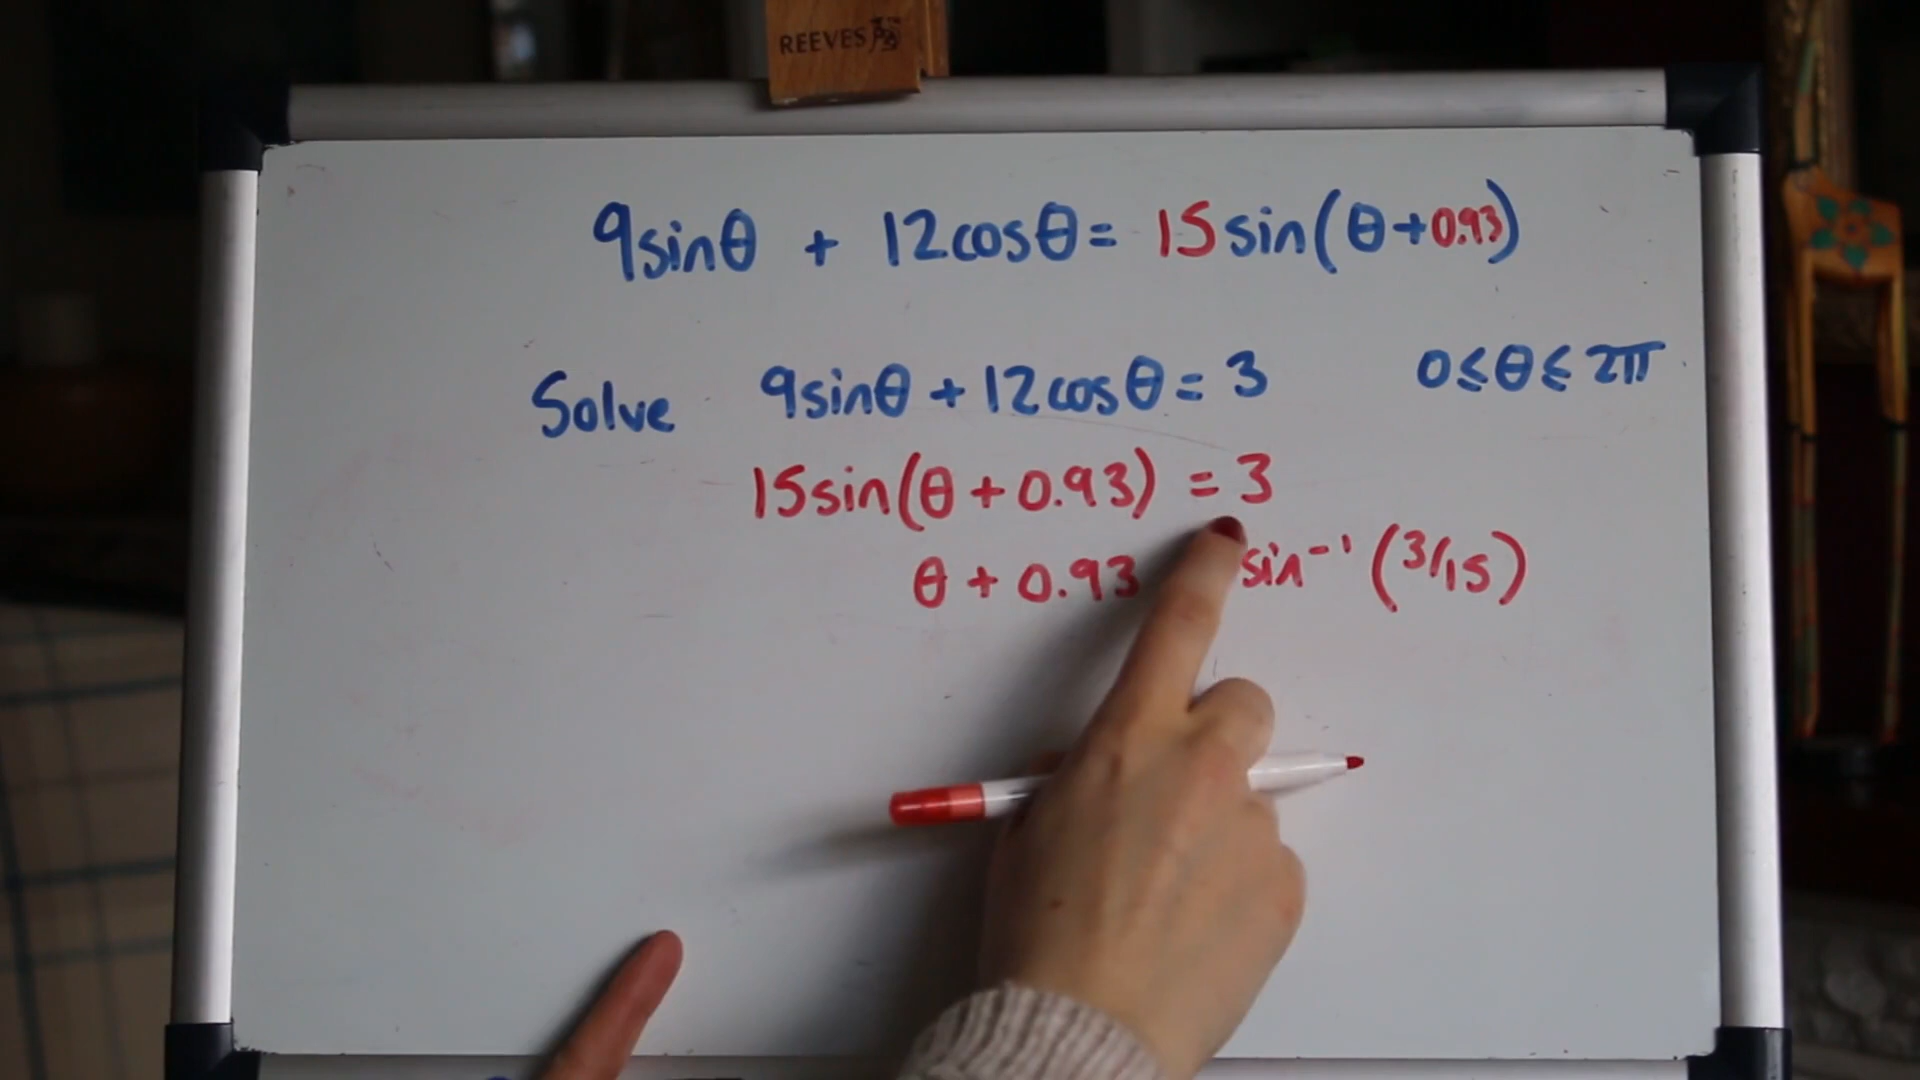 REEVES
9sinθ + 12cosθ = 15sin(θ+0.93)
Solve 9sinθ + 12cosθ = 3 0≤θ≤2π
15sin(θ + 0.93) = 3
θ + 0.93 sin⁻¹(3/15)